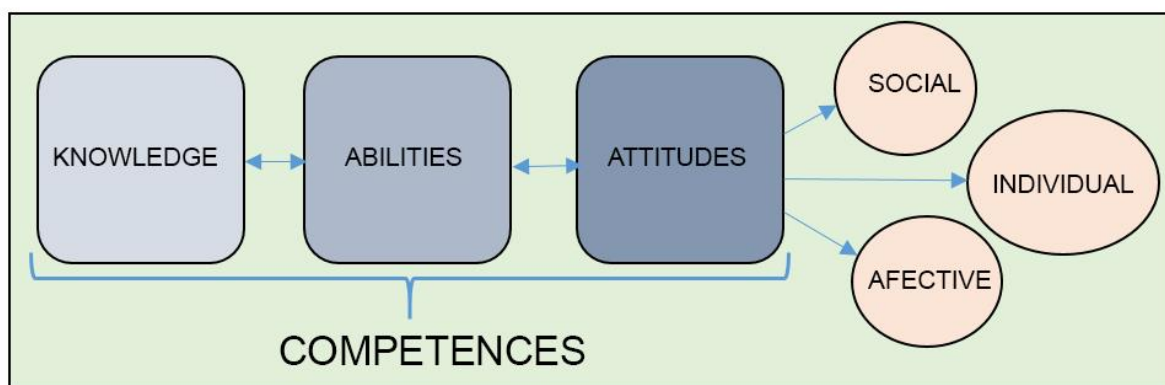 KNOWLEDGE
ABILITIES
ATTITUDES
SOCIAL
INDIVIDUAL
AFECTIVE
COMPETENCES